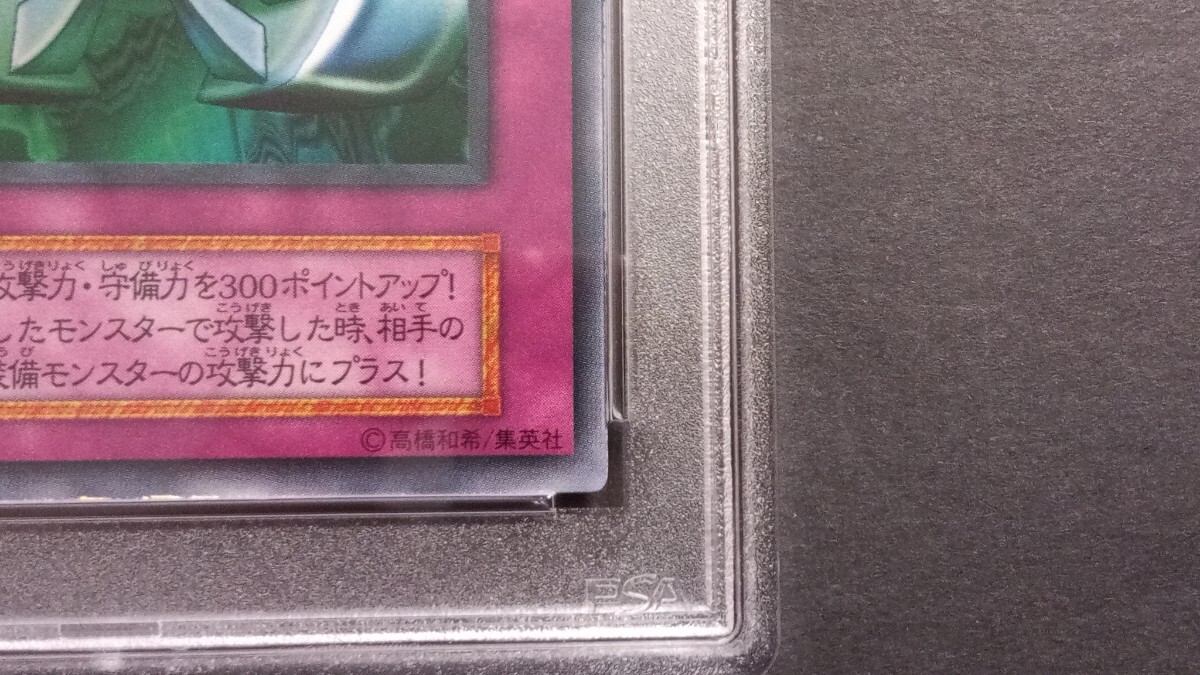 攻撃力・守備力を300ポイントアップ!
したモンスターで攻撃した時、相手の
装備モンスターの攻撃力にプラス!
©高橋和希/集英社
PSA